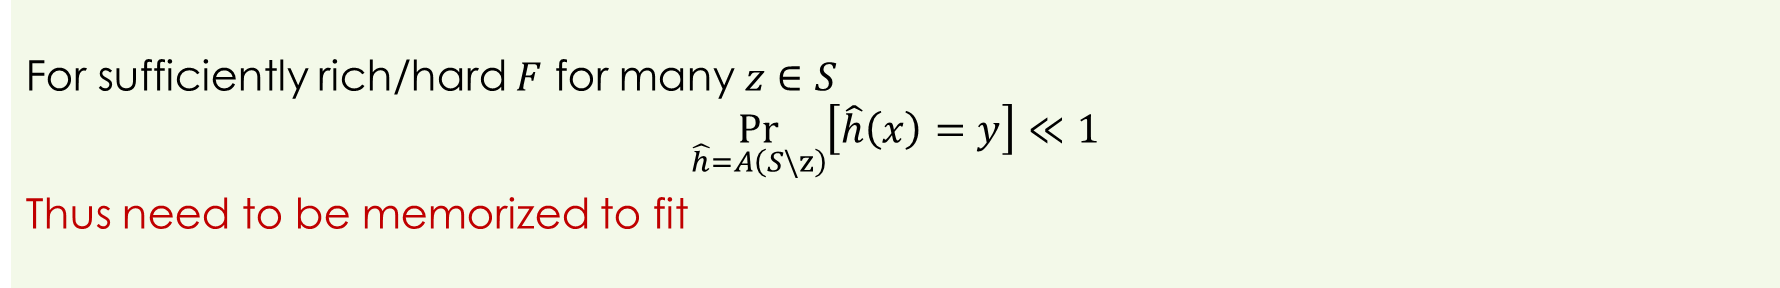 For sufficiently rich/hard F for many z ∈ S
Pr [ĥ(x) = y] ≪ 1
ĥ=A(S\z)
Thus need to be memorized to fit